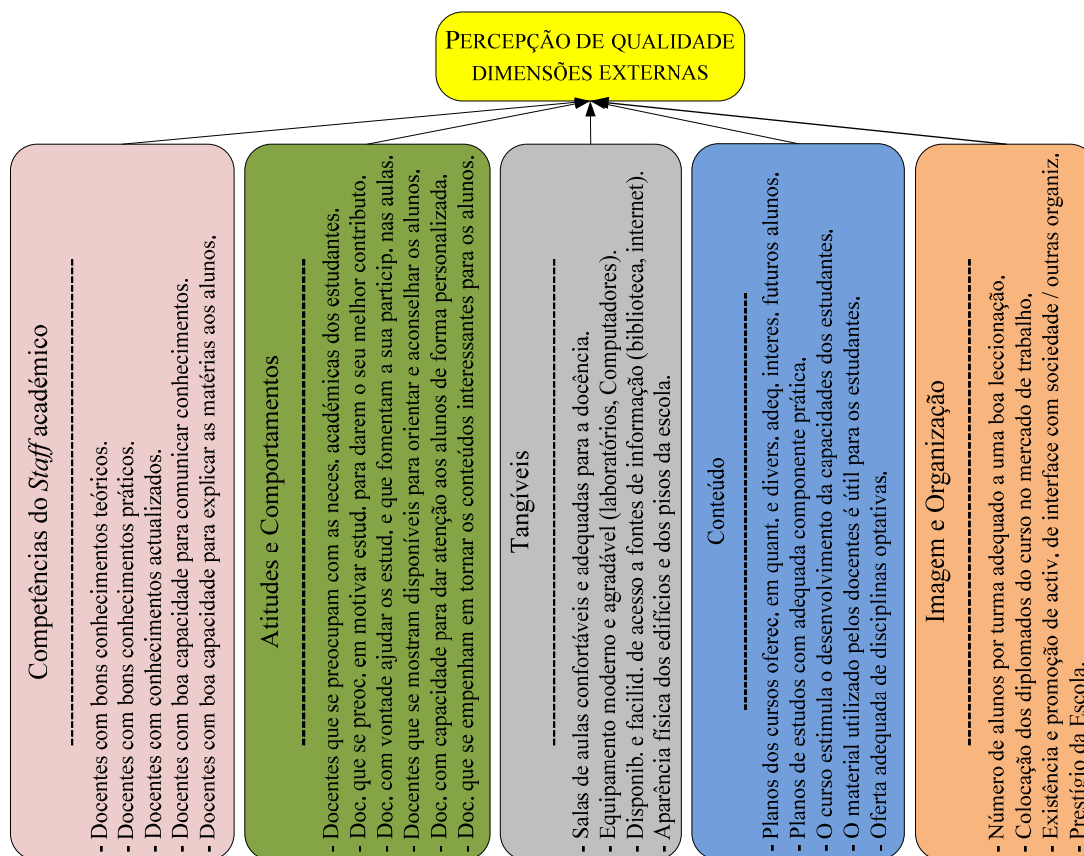 PERCEPÇÃO DE QUALIDADE
DIMENSÕES EXTERNAS
Competências do Staff académico
- Docentes com bons conhecimentos teóricos.
- Docentes com bons conhecimentos práticos.
- Docentes com conhecimentos actualizados.
- Docentes com boa capacidade para comunicar conhecimentos.
- Docentes com boa capacidade para explicar as matérias aos alunos.
Atitudes e Comportamentos
- Docentes que se preocupam com as neces. académicas dos estudantes.
- Doc. que se preoc. em motivar estud. para darem o seu melhor contributo.
- Doc. com vontade ajudar os estud. e que fomentam a sua particip. nas aulas.
- Docentes que se mostram disponíveis para orientar e aconselhar os alunos.
- Doc. com capacidade para dar atenção aos alunos de forma personalizada.
- Doc. que se empenham em tornar os conteúdos interessantes para os alunos.
Tangíveis
- Salas de aulas confortáveis e adequadas para a docência.
- Equipamento moderno e agradável (laboratórios, Computadores).
- Disponib. e facilid. de acesso a fontes de informação (biblioteca, internet).
- Aparência física dos edifícios e dos pisos da escola.
Conteúdo
- Planos dos cursos oferec. em quant. e divers. adeq. interes. futuros alunos.
- Planos de estudos com adequada componente prática.
- O curso estimula o desenvolvimento da capacidades dos estudantes.
- O material utilizado pelos docentes é útil para os estudantes.
- Oferta adequada de disciplinas optativas.
Imagem e Organização
- Número de alunos por turma adequado a uma boa leccionação.
- Colocação dos diplomados do curso no mercado de trabalho.
- Existência e promoção de activ. de interface com sociedade / outras organiz.
- Prestígio da Escola.